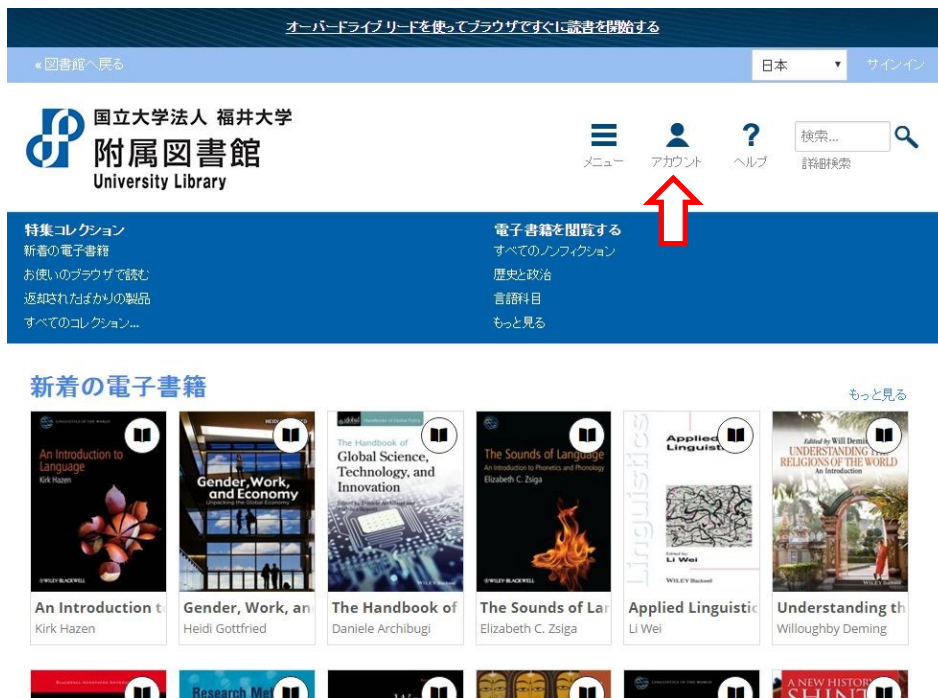 オーバードライブ リードを使ってブラウザですぐに読書を開始する
«図書館へ戻る
日本
サインイン
国立大学法人 福井大学
附属図書館
University Library
メニュー
アカウント
ヘルプ
検索...
詳細検索
特集コレクション
新着の電子書籍
お使いのブラウザで読む
返却されたばかりの製品
すべてのコレクション...
電子書籍を閲覧する
すべてのノンフィクション
歴史と政治
言語科目
もっと見る
新着の電子書籍
もっと見る
LINGUISTICS IN THE WORLD
An Introduction to
Language
Kirk Hazen
WILEY-BLACKWELL
Gender, Work,
and Economy
Unpacking the Global Economy
The Handbook of
Global Science,
Technology, and
Innovation
The Sounds of Language
An Introduction to Phonetics and Phonology
Elizabeth C. Zsiga
WILEY-BLACKWELL
Linguistics
Applied
Linguist
Edited by
Li Wei
WILEY Blackwell
Edited by Will Demi
UNDERSTANDING
RELIGIONS OF THE WORLD
An Introduction
An Introduction t
Kirk Hazen
Gender, Work, an
Heidi Gottfried
The Handbook of
Daniele Archibugi
The Sounds of Lar
Elizabeth C. Zsiga
Applied Linguistic
Li Wei
Understanding th
Willoughby Deming
Research Met
A NEW HISTORY
SHINT